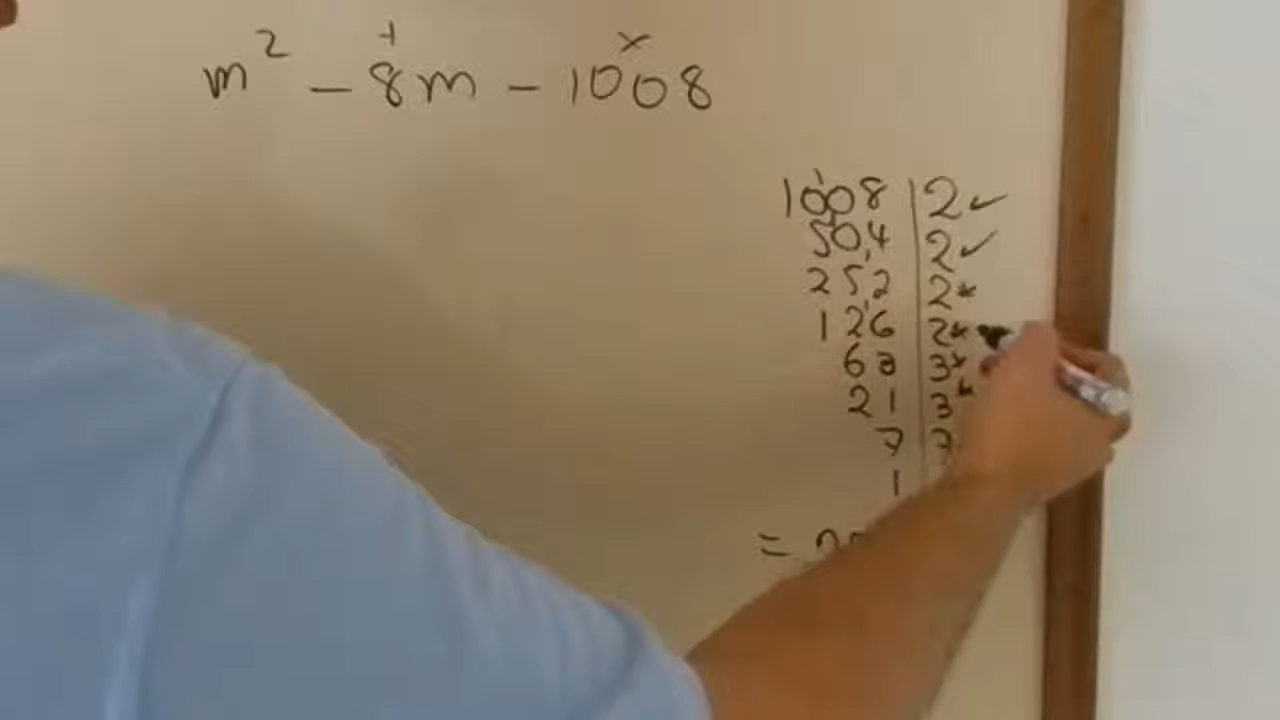 + ×
m² - 8m - 1008
1008 | 2 ✓
504 | 2 ✓
252 | 2 *
126 | 2 *
63 | 3 *
21 | 3 *
7 | 7
1
=